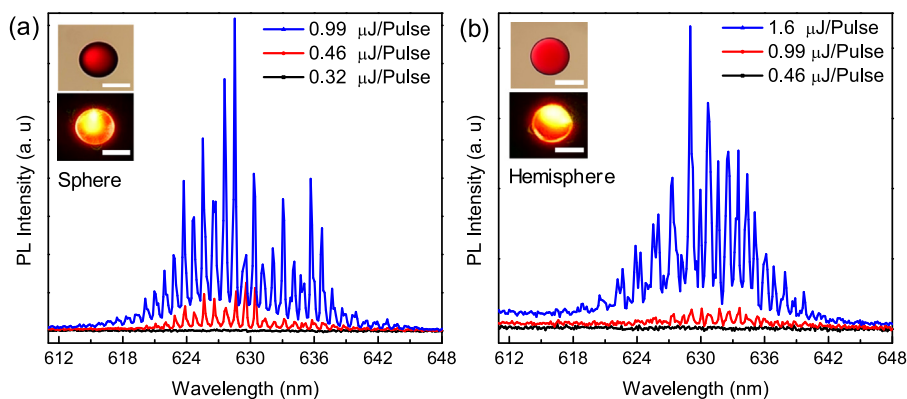 (a)
0.99 μJ/Pulse
0.46 μJ/Pulse
0.32 μJ/Pulse
Sphere
PL Intensity (a. u)
612 618 624 630 636 642 648
Wavelength (nm)
(b)
1.6 μJ/Pulse
0.99 μJ/Pulse
0.46 μJ/Pulse
Hemisphere
PL Intensity (a. u)
612 618 624 630 636 642 648
Wavelength (nm)